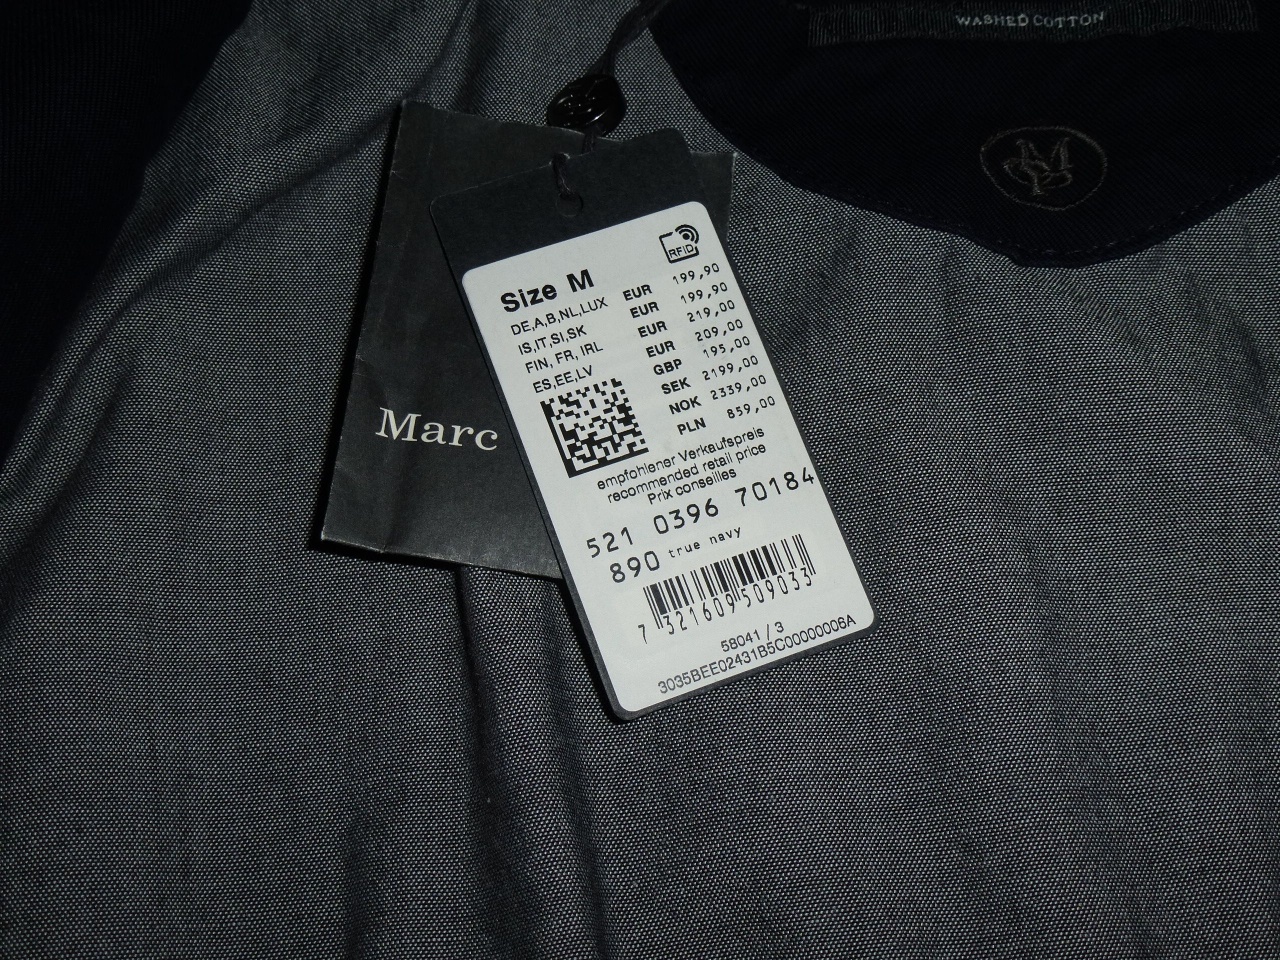 WASHED COTTON
RFID
Size M
DE,A,B,NL,LUX EUR 199,90
IS,IT,SI,SK EUR 199,90
FIN, FR, IRL EUR 219,00
ES,EE,LV EUR 209,00
GBP 195,00
SEK 2199,00
NOK 2339,00
PLN 859,00
Marc
empfohlener Verkaufspreis
recommended retail price
Prix conseilles
521 0396 70184
890 true navy
7 321609 509033
58041 / 3
3035BEE02431B5C00000006A